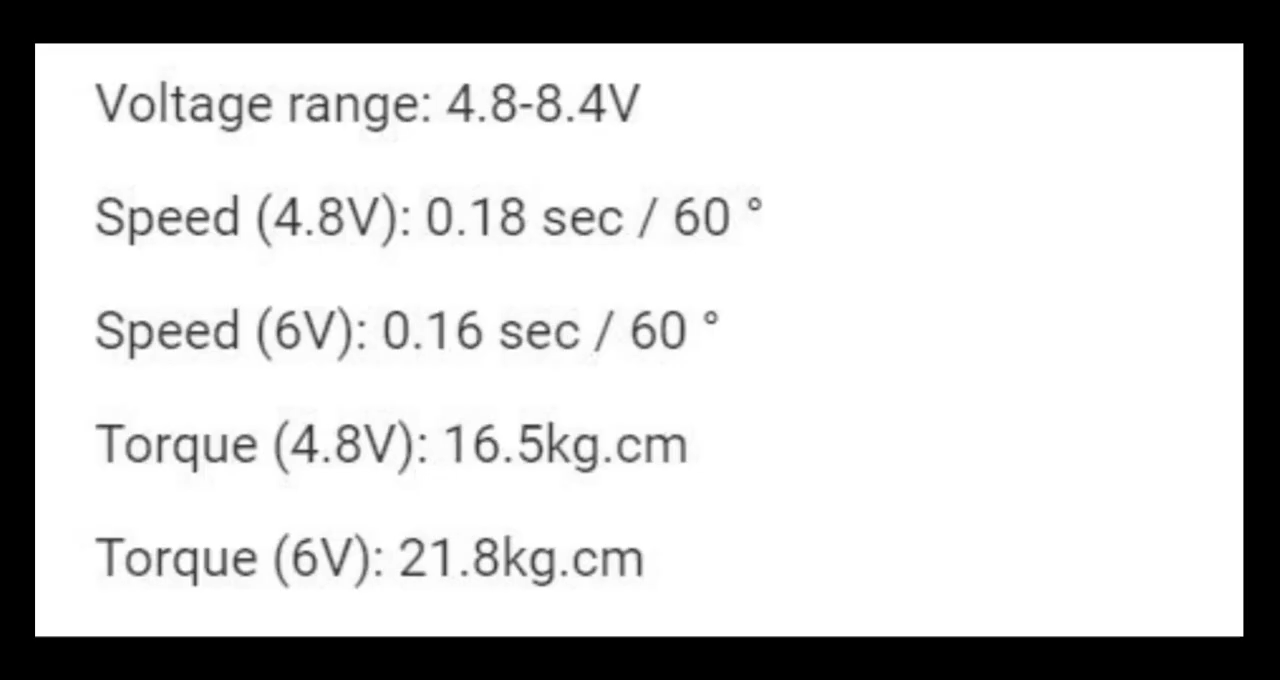 Voltage range: 4.8-8.4V
Speed (4.8V): 0.18 sec / 60 °
Speed (6V): 0.16 sec / 60 °
Torque (4.8V): 16.5kg.cm
Torque (6V): 21.8kg.cm